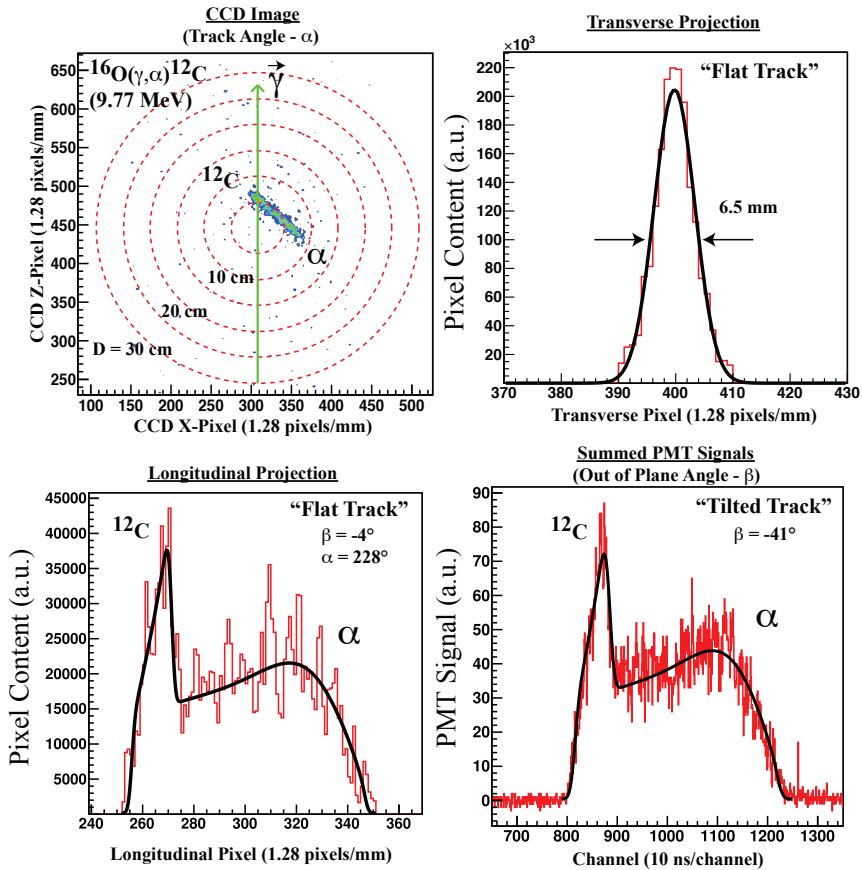 CCD Image
(Track Angle - α)
16O(γ,α)12C
(9.77 MeV)
γ
12C
α
10 cm
20 cm
D = 30 cm
650
600
550
500
450
400
350
300
250
100 150 200 250 300 350 400 450 500
CCD Z-Pixel (1.28 pixels/mm)
CCD X-Pixel (1.28 pixels/mm)
Transverse Projection
×10³
"Flat Track"
6.5 mm
220
200
180
160
140
120
100
80
60
40
20
370 380 390 400 410 420 430
Pixel Content (a.u.)
Transverse Pixel (1.28 pixels/mm)
Longitudinal Projection
"Flat Track"
β = -4°
α = 228°
12C
α
45000
40000
35000
30000
25000
20000
15000
10000
5000
240 260 280 300 320 340 360
Pixel Content (a.u.)
Longitudinal Pixel (1.28 pixels/mm)
Summed PMT Signals
(Out of Plane Angle - β)
"Tilted Track"
β = -41°
12C
α
90
80
70
60
50
40
30
20
10
0
700 800 900 1000 1100 1200 1300
PMT Signal (a.u.)
Channel (10 ns/channel)